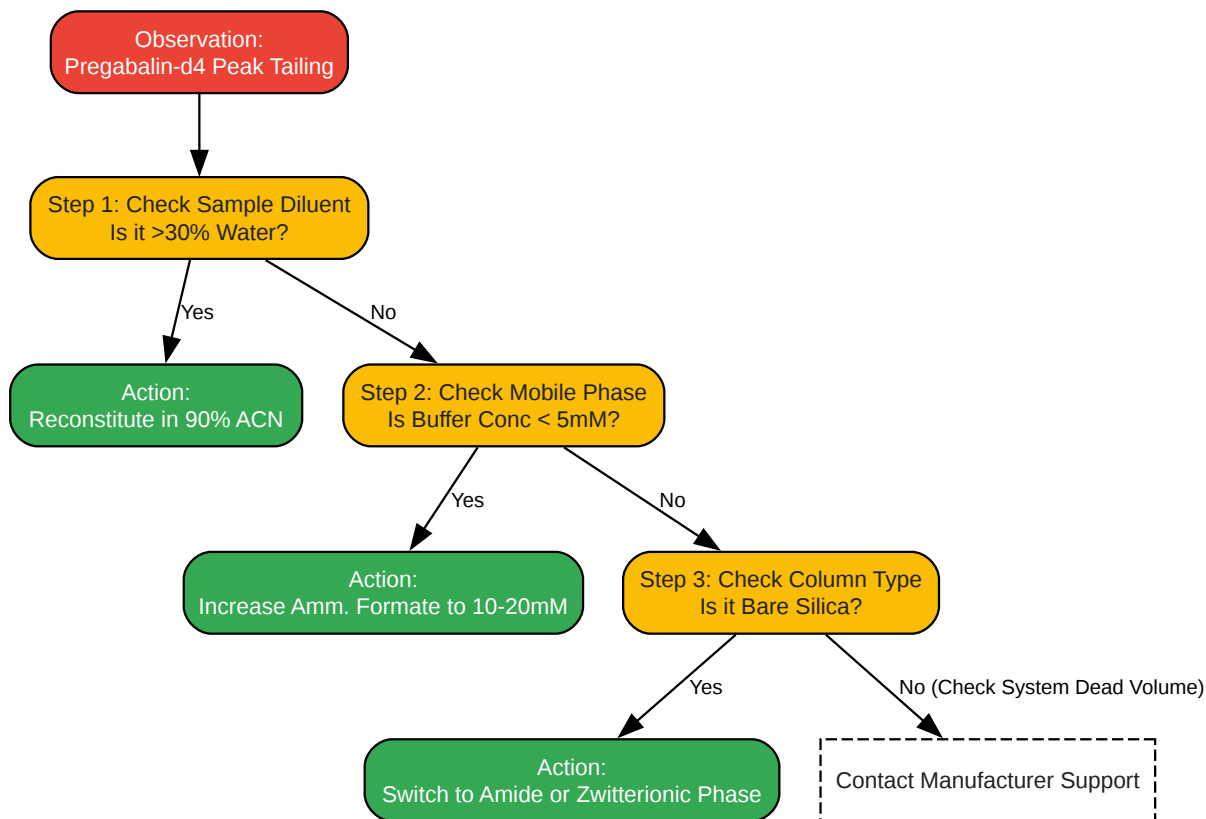 Observation:
Pregabalin-d4 Peak Tailing
Step 1: Check Sample Diluent
Is it >30% Water?
Yes
No
Action:
Reconstitute in 90% ACN
Step 2: Check Mobile Phase
Is Buffer Conc < 5mM?
Yes
No
Action:
Increase Amm. Formate to 10-20mM
Step 3: Check Column Type
Is it Bare Silica?
Yes
No (Check System Dead Volume)
Action:
Switch to Amide or Zwitterionic Phase
Contact Manufacturer Support